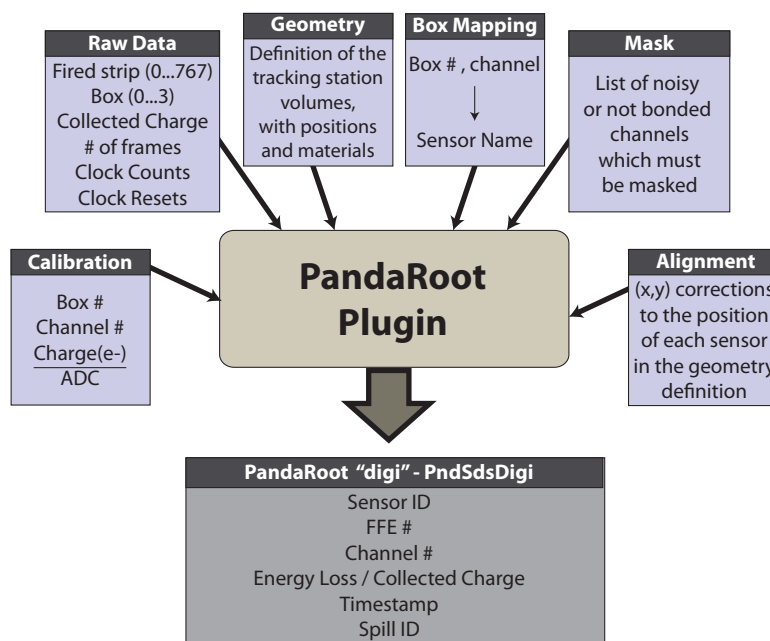 Raw Data
Fired strip (0...767)
Box (0...3)
Collected Charge
# of frames
Clock Counts
Clock Resets
Geometry
Definition of the
tracking station
volumes,
with positions
and materials
Box Mapping
Box # , channel
Sensor Name
Mask
List of noisy
or not bonded
channels
which must
be masked
Calibration
Box #
Channel #
Charge(e-)
ADC
PandaRoot
Plugin
Alignment
(x,y) corrections
to the position
of each sensor
in the geometry
definition
PandaRoot “digi” - PndSdsDigi
Sensor ID
FFE #
Channel #
Energy Loss / Collected Charge
Timestamp
Spill ID